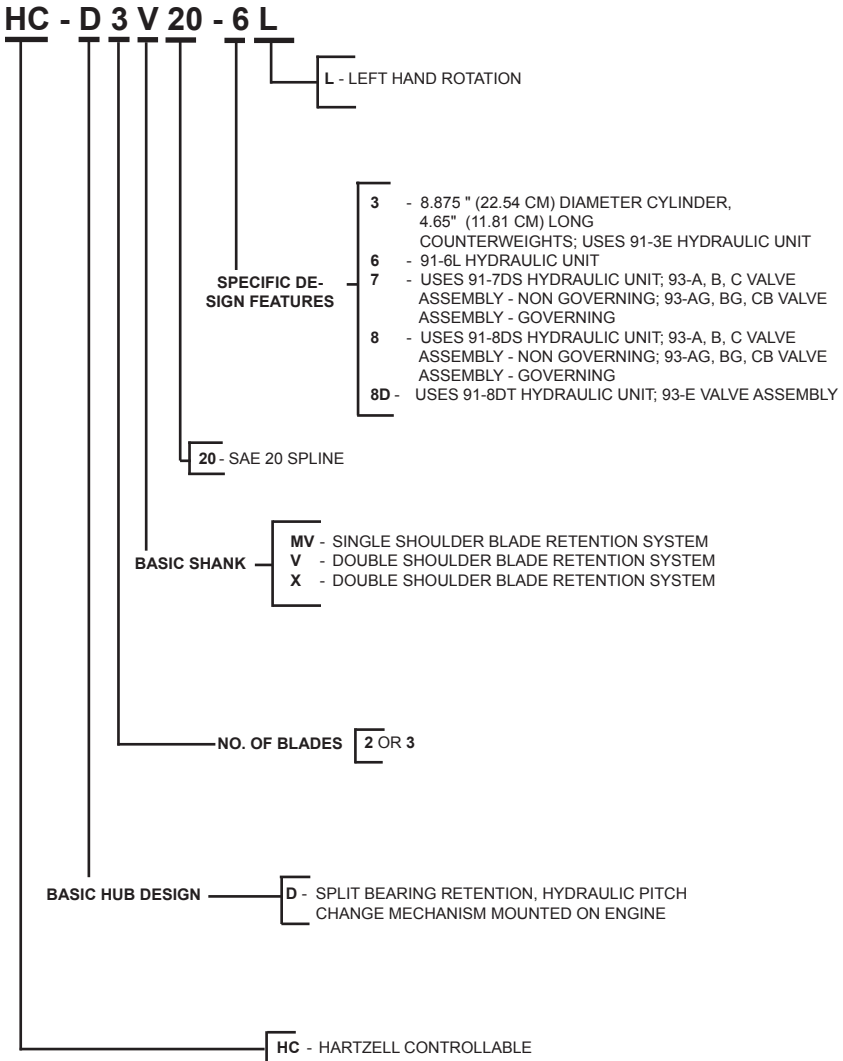 HC - D 3 V 20 - 6 L
L - LEFT HAND ROTATION
SPECIFIC DE-
SIGN FEATURES
3 - 8.875 " (22.54 CM) DIAMETER CYLINDER,
4.65" (11.81 CM) LONG
COUNTERWEIGHTS; USES 91-3E HYDRAULIC UNIT
6 - 91-6L HYDRAULIC UNIT
7 - USES 91-7DS HYDRAULIC UNIT; 93-A, B, C VALVE
ASSEMBLY - NON GOVERNING; 93-AG, BG, CB VALVE
ASSEMBLY - GOVERNING
8 - USES 91-8DS HYDRAULIC UNIT; 93-A, B, C VALVE
ASSEMBLY - NON GOVERNING; 93-AG, BG, CB VALVE
ASSEMBLY - GOVERNING
8D - USES 91-8DT HYDRAULIC UNIT; 93-E VALVE ASSEMBLY
20 - SAE 20 SPLINE
BASIC SHANK
MV - SINGLE SHOULDER BLADE RETENTION SYSTEM
V - DOUBLE SHOULDER BLADE RETENTION SYSTEM
X - DOUBLE SHOULDER BLADE RETENTION SYSTEM
NO. OF BLADES 2 OR 3
BASIC HUB DESIGN
D - SPLIT BEARING RETENTION, HYDRAULIC PITCH
CHANGE MECHANISM MOUNTED ON ENGINE
HC - HARTZELL CONTROLLABLE